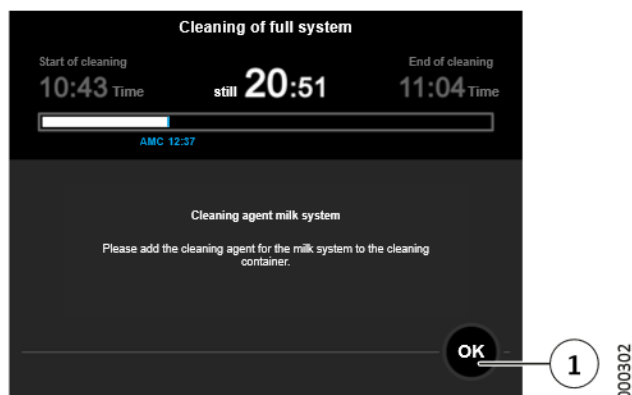 Cleaning of full system
Start of cleaning
End of cleaning
10:43 Time
still 20:51
11:04 Time
AMC 12:37
Cleaning agent milk system
Please add the cleaning agent for the milk system to the cleaning
container.
OK
1
000302